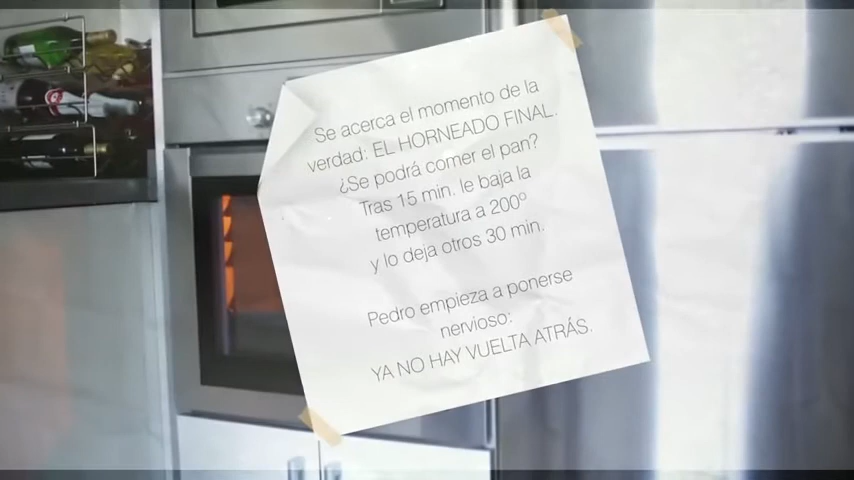 Se acerca el momento de la
verdad: EL HORNEADO FINAL.
¿Se podrá comer el pan?
Tras 15 min. le baja la
temperatura a 200º
y lo deja otros 30 min.
Pedro empieza a ponerse
nervioso:
YA NO HAY VUELTA ATRÁS.